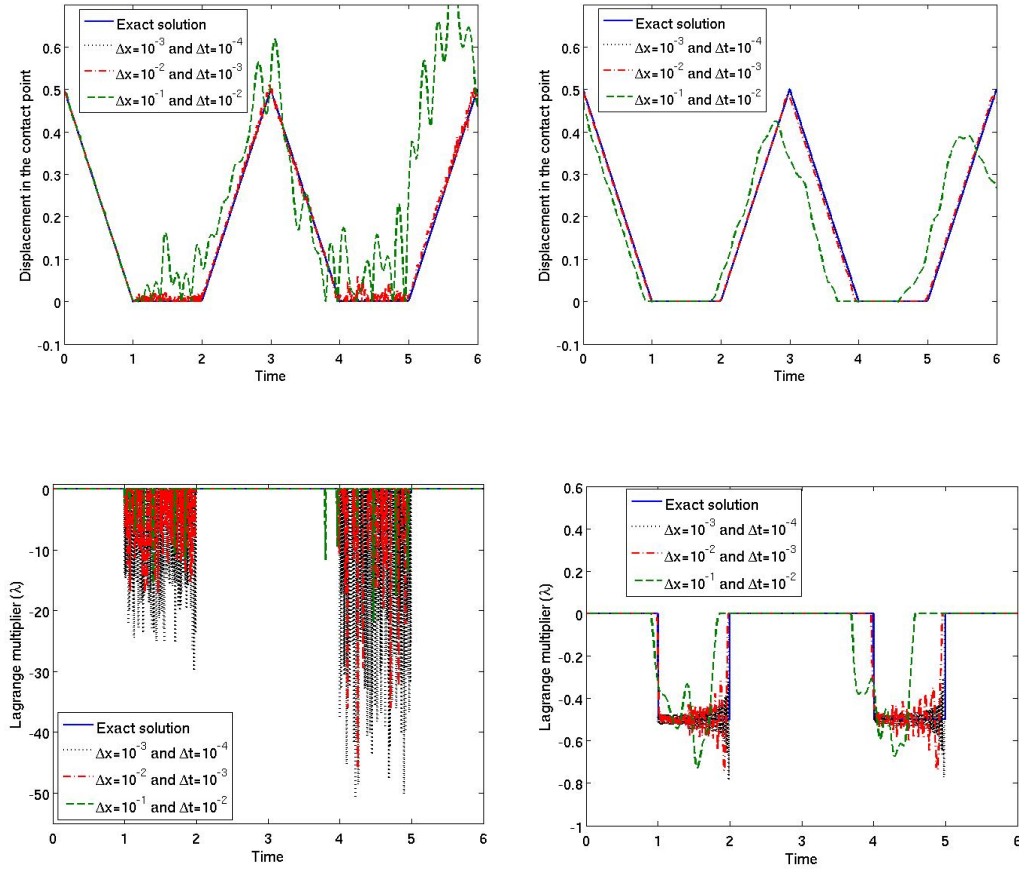 Exact solution
Δx=10⁻³ and Δt=10⁻⁴
Δx=10⁻² and Δt=10⁻³
Δx=10⁻¹ and Δt=10⁻²
Displacement in the contact point
0.6
0.5
0.4
0.3
0.2
0.1
0
-0.1
0 1 2 3 4 5 6
Time
Exact solution
Δx=10⁻³ and Δt=10⁻⁴
Δx=10⁻² and Δt=10⁻³
Δx=10⁻¹ and Δt=10⁻²
Displacement in the contact point
0.6
0.5
0.4
0.3
0.2
0.1
0
-0.1
0 1 2 3 4 5 6
Time
Lagrange multiplier (λ)
0
-10
-20
-30
-40
-50
Exact solution
Δx=10⁻³ and Δt=10⁻⁴
Δx=10⁻² and Δt=10⁻³
Δx=10⁻¹ and Δt=10⁻²
0 1 2 3 4 5 6
Time
Exact solution
Δx=10⁻³ and Δt=10⁻⁴
Δx=10⁻² and Δt=10⁻³
Δx=10⁻¹ and Δt=10⁻²
Lagrange multiplier (λ)
0.6
0.4
0.2
0
-0.2
-0.4
-0.6
-0.8
-1
0 1 2 3 4 5 6
Time